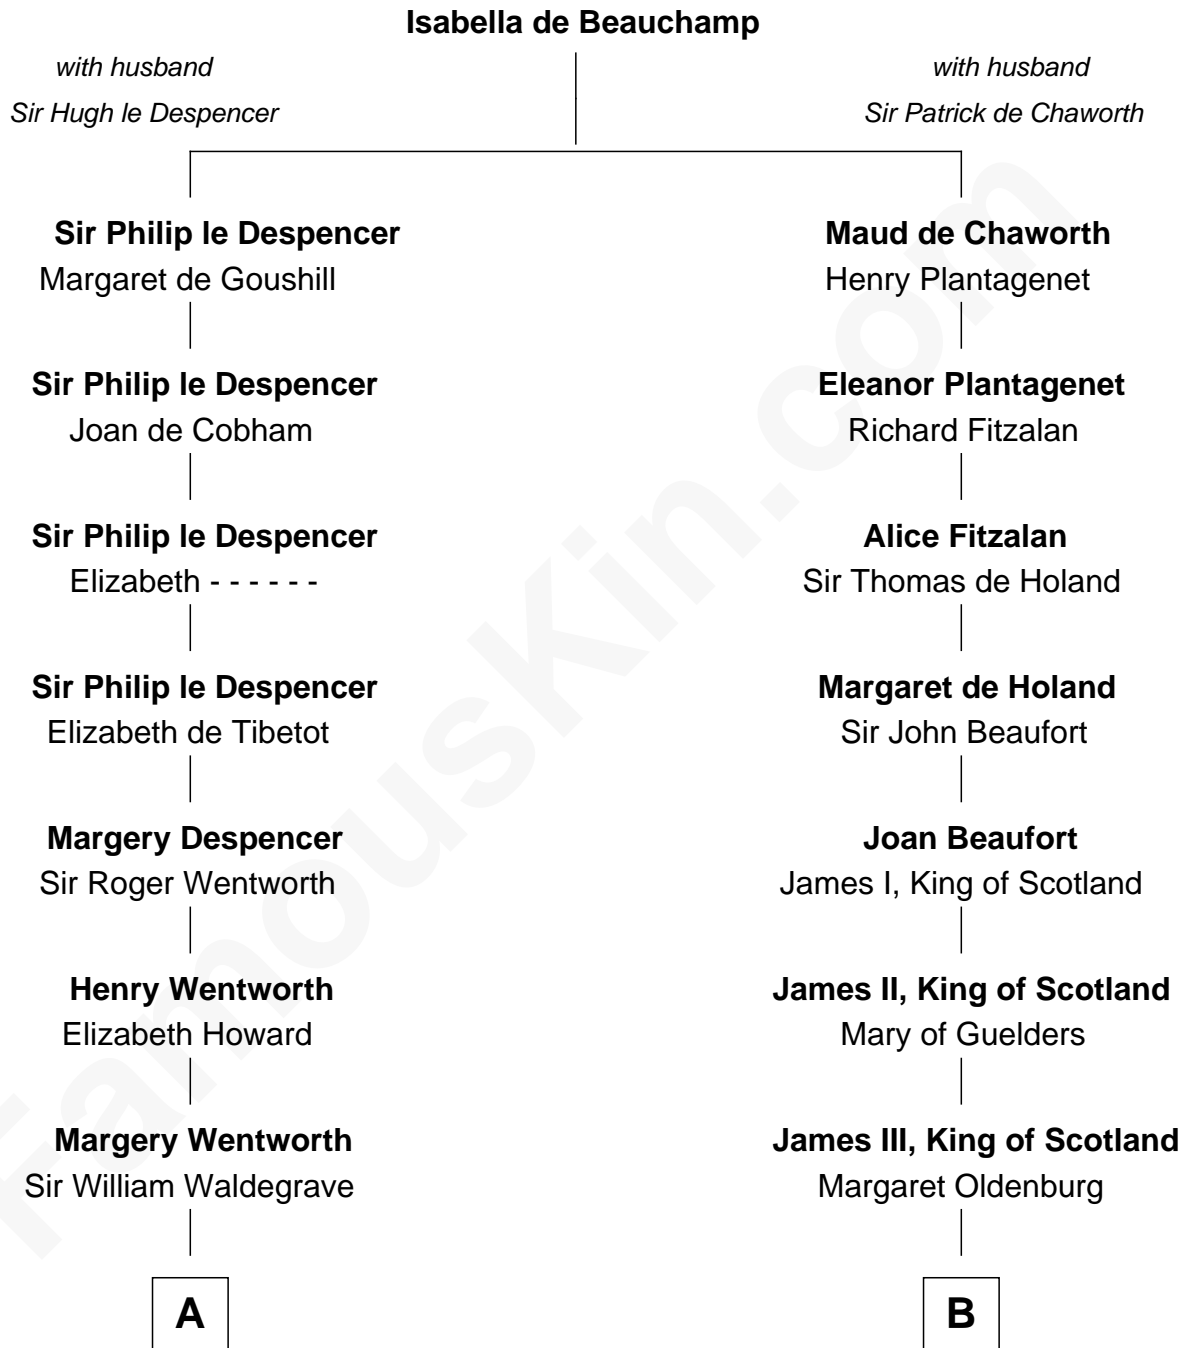 Isabella de Beauchamp
with husband
Sir Hugh le Despencer
with husband
Sir Patrick de Chaworth
Sir Philip le Despencer
Margaret de Goushill
Maud de Chaworth
Henry Plantagenet
Sir Philip le Despencer
Joan de Cobham
Eleanor Plantagenet
Richard Fitzalan
Sir Philip le Despencer
Elizabeth - - - - - -
Alice Fitzalan
Sir Thomas de Holand
Sir Philip le Despencer
Elizabeth de Tibetot
Margaret de Holand
Sir John Beaufort
Margery Despencer
Sir Roger Wentworth
Joan Beaufort
James I, King of Scotland
Henry Wentworth
Elizabeth Howard
James II, King of Scotland
Mary of Guelders
Margery Wentworth
Sir William Waldegrave
James III, King of Scotland
Margaret Oldenburg
A
B
FamousKin.com